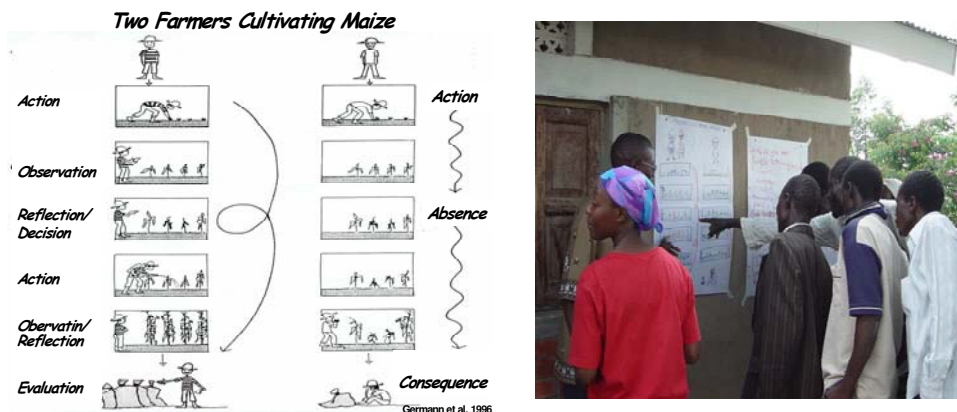 Two Farmers Cultivating Maize
Action
Observation
Reflection/
Decision
Action
Obervatin/
Reflection
Evaluation
Action
Absence
Consequence
Germann et al. 1996